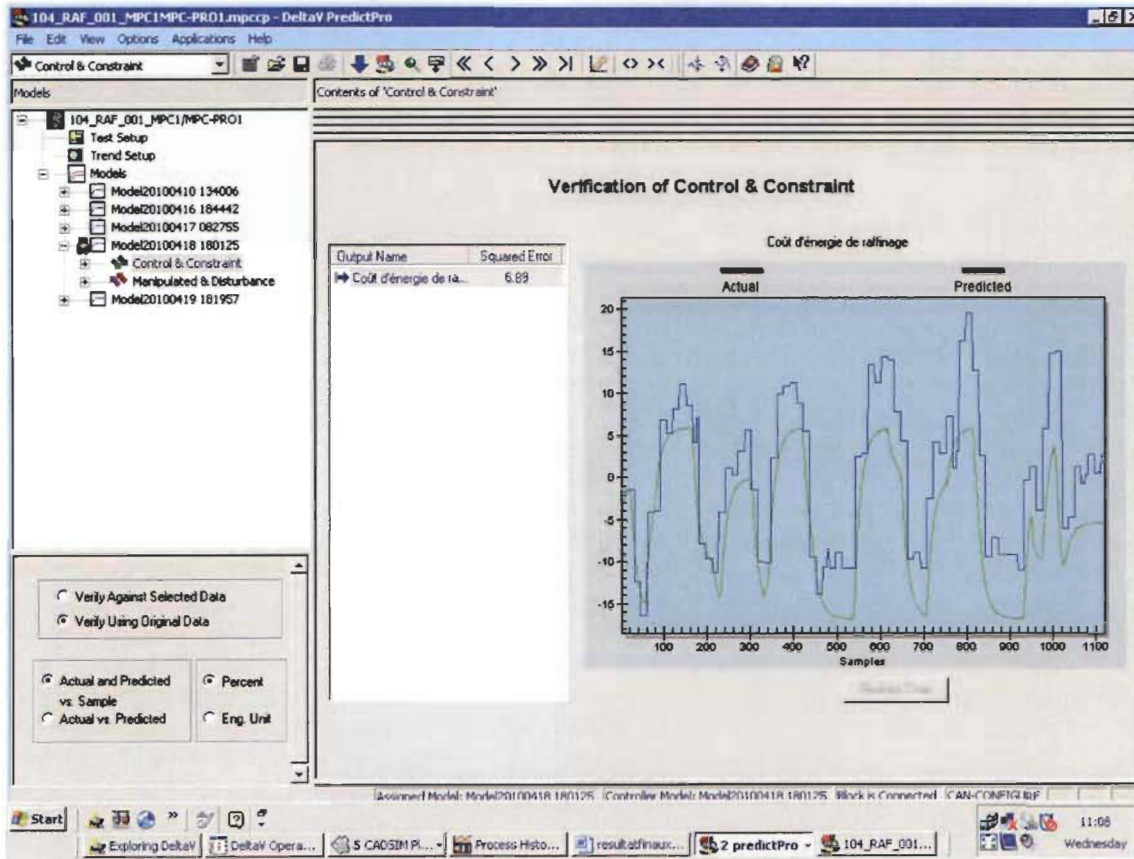 104_RAF_001_MPC1MPC-PRO1.mpccp - DeltaV PredictPro
File Edit View Options Applications Help
Control & Constraint
Models
Contents of 'Control & Constraint'
104_RAF_001_MPC1/MPC-PRO1
Test Setup
Trend Setup
Models
Model20100410 134006
Model20100416 184442
Model20100417 082755
Model20100418 180125
Control & Constraint
Manipulated & Disturbance
Model20100419 181957
Verification of Control & Constraint
Output Name Squared Error
Coût d'énergie de ra... 6.89
Coût d'énergie de raffinage
Actual Predicted
20
15
10
5
0
-5
-10
-15
100 200 300 400 500 600 700 800 900 1000 1100
Samples
Verify Against Selected Data
Verify Using Original Data
Actual and Predicted
vs. Sample
Actual vs. Predicted
Percent
Eng. Unit
Assigned Model: Model20100418 180125 Controller Model: Model20100418 180125 Block is Connected CAN-CONFIGURE
Start
11:08
Exploring DeltaV
DeltaV Opera...
5 CADSIM Pl...
Process Histo...
resultatfinaux...
2 predictPro
104_RAF_001...
Wednesday